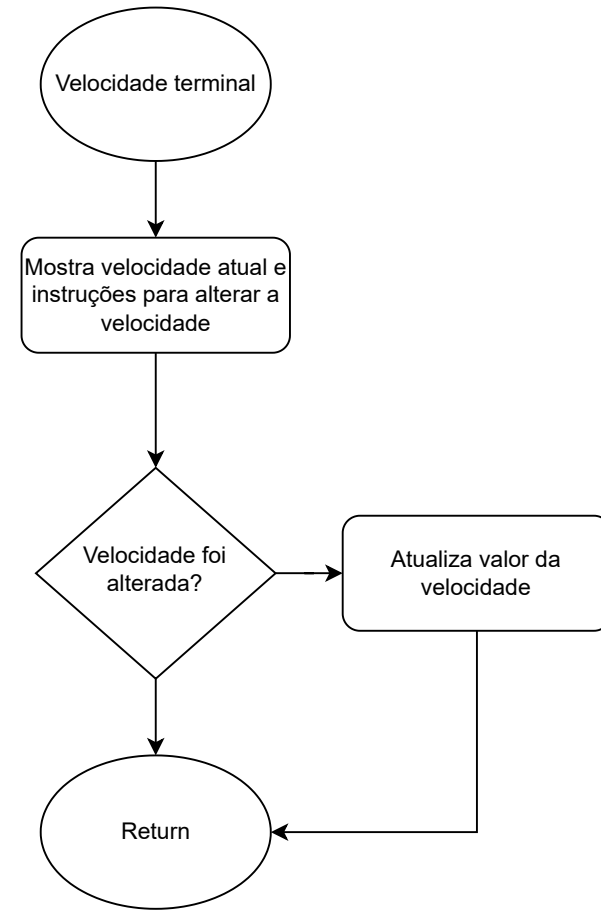 Velocidade terminal
Mostra velocidade atual e
instruções para alterar a
velocidade
Velocidade foi
alterada?
Atualiza valor da
velocidade
Return